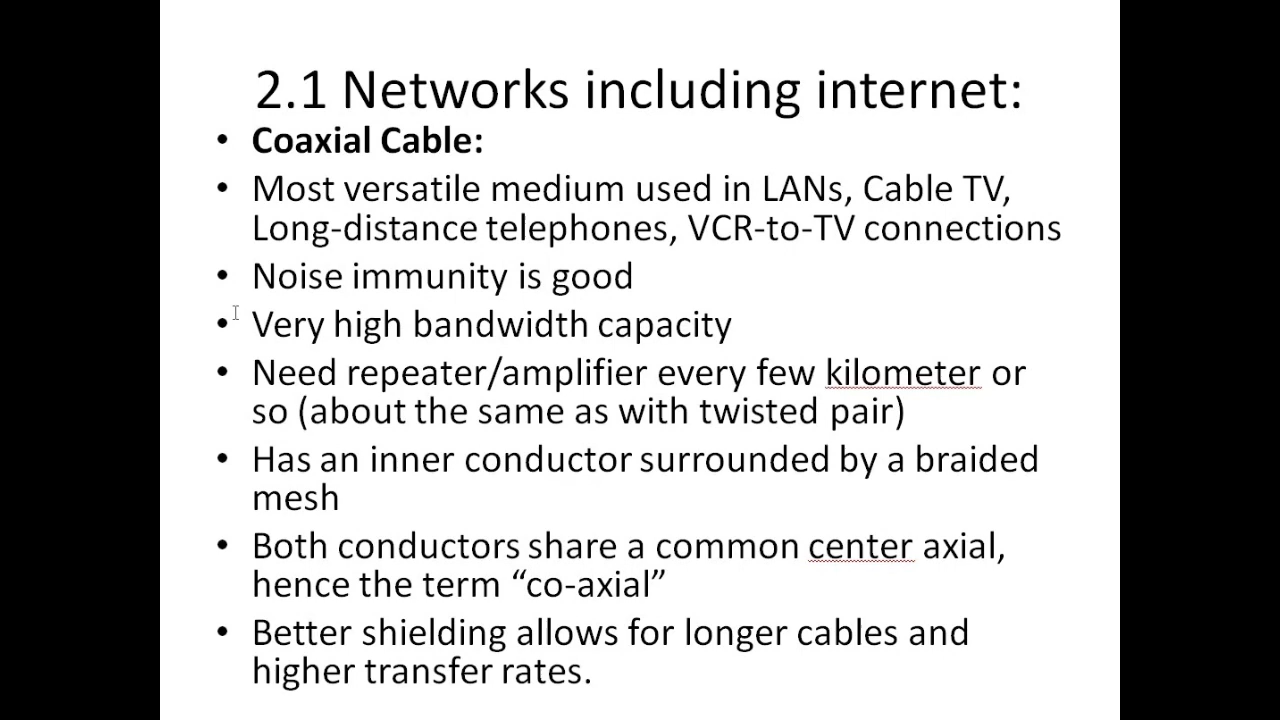 2.1 Networks including internet:
• Coaxial Cable:
• Most versatile medium used in LANs, Cable TV,
Long-distance telephones, VCR-to-TV connections
• Noise immunity is good
• Very high bandwidth capacity
• Need repeater/amplifier every few kilometer or
so (about the same as with twisted pair)
• Has an inner conductor surrounded by a braided
mesh
• Both conductors share a common center axial,
hence the term “co-axial”
• Better shielding allows for longer cables and
higher transfer rates.